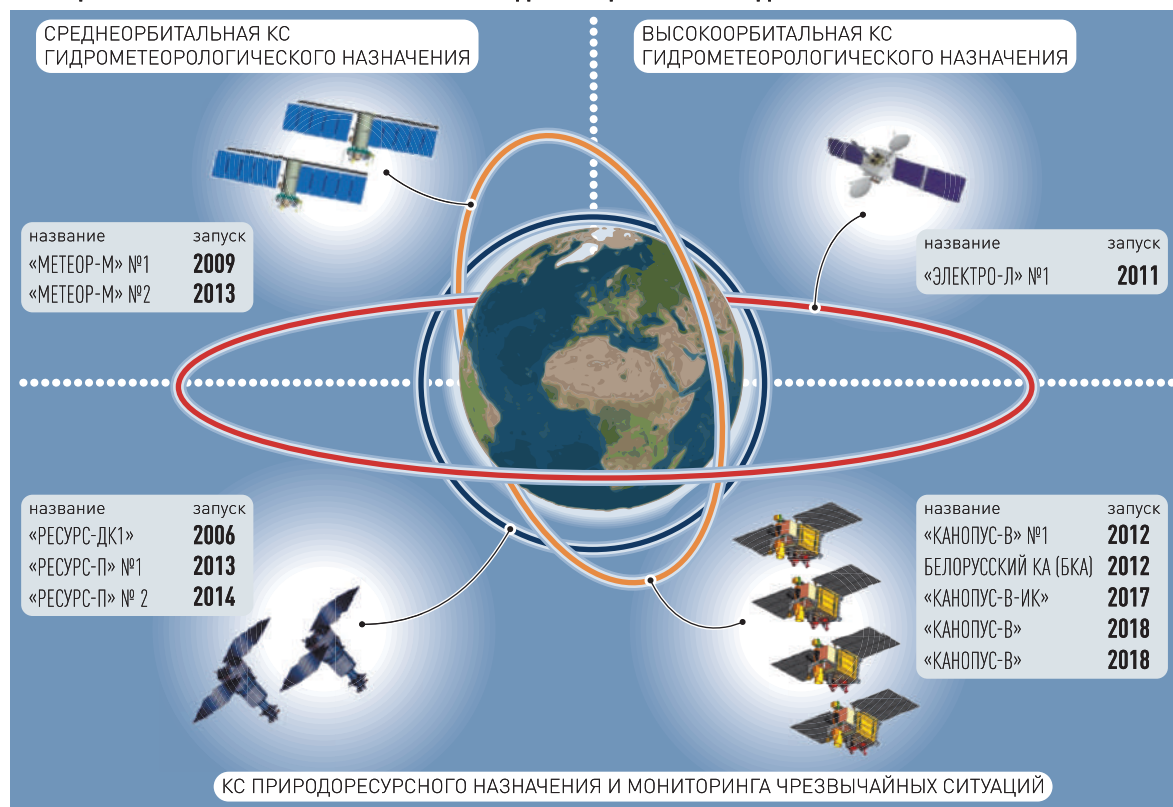 СРЕДНЕОРБИТАЛЬНАЯ КС
ГИДРОМЕТЕОРОЛОГИЧЕСКОГО НАЗНАЧЕНИЯ
ВЫСОКООРБИТАЛЬНАЯ КС
ГИДРОМЕТЕОРОЛОГИЧЕСКОГО НАЗНАЧЕНИЯ
название запуск
«МЕТЕОР-М» №1 2009
«МЕТЕОР-М» №2 2013
название запуск
«ЭЛЕКТРО-Л» №1 2011
название запуск
«РЕСУРС-ДК1» 2006
«РЕСУРС-П» №1 2013
«РЕСУРС-П» № 2 2014
название запуск
«КАНОПУС-В» №1 2012
БЕЛОРУССКИЙ КА (БКА) 2012
«КАНОПУС-В-ИК» 2017
«КАНОПУС-В» 2018
«КАНОПУС-В» 2018
КС ПРИРОДОРЕСУРСНОГО НАЗНАЧЕНИЯ И МОНИТОРИНГА ЧРЕЗВЫЧАЙНЫХ СИТУАЦИЙ